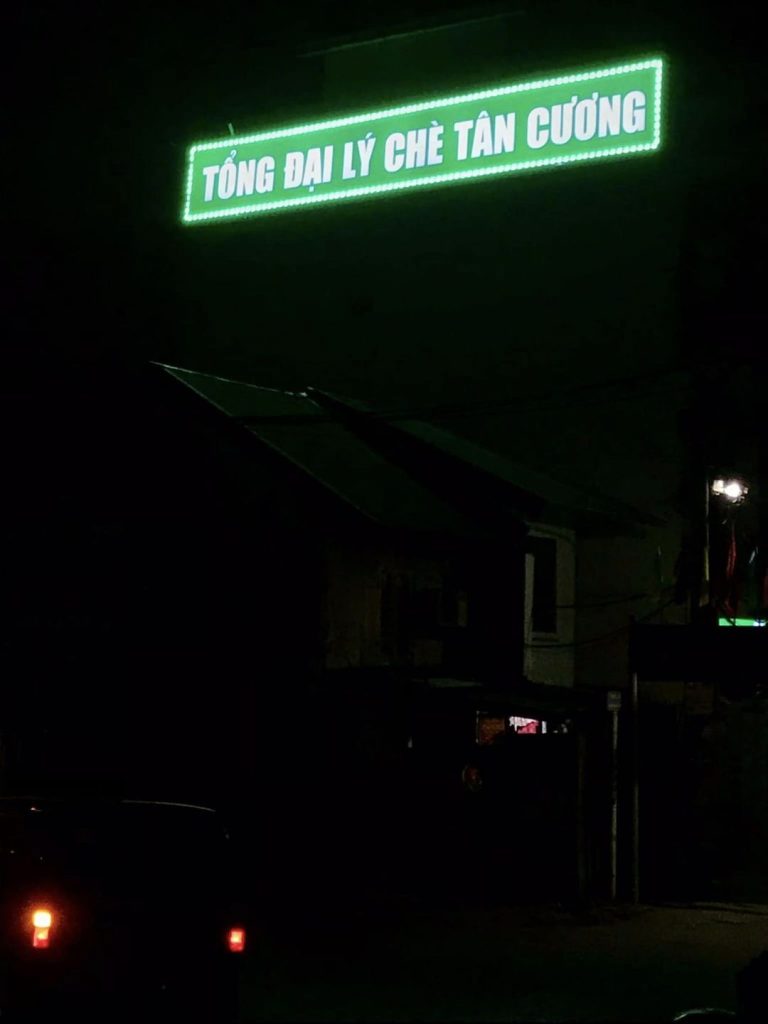 TỔNG ĐẠI LÝ CHÈ TÂN CƯƠNG